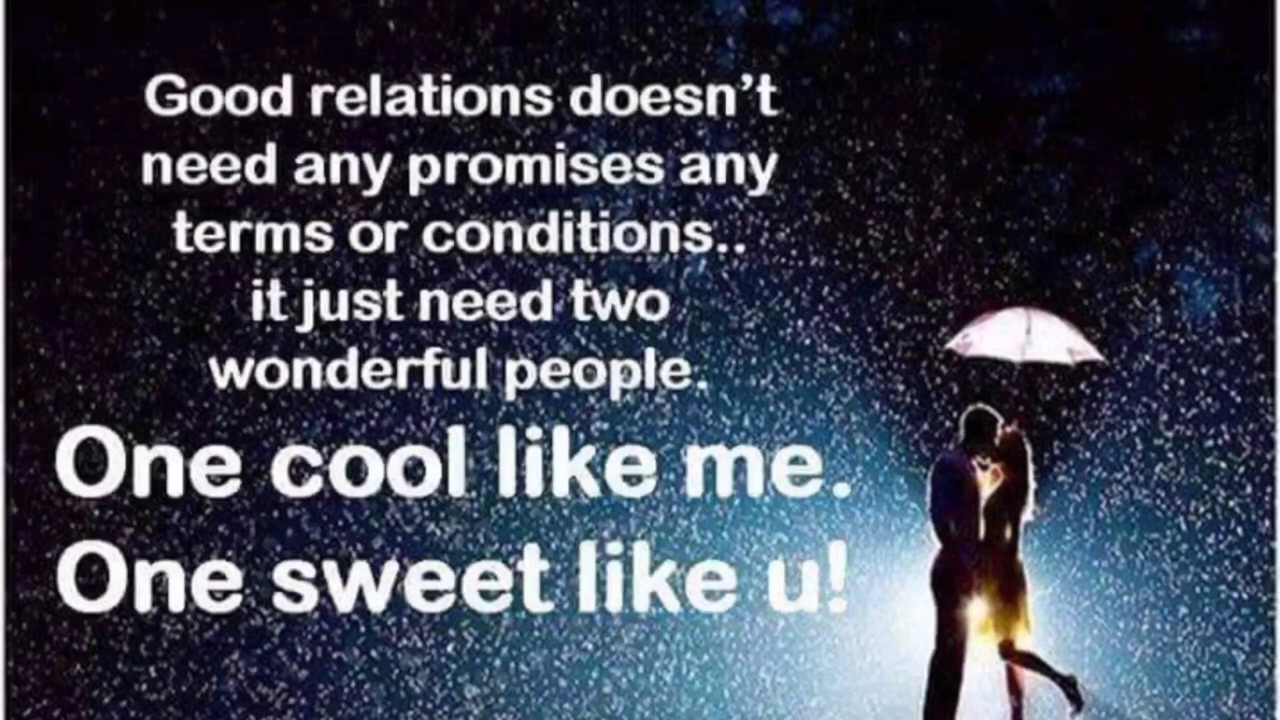 Good relations doesn’t
need any promises any
terms or conditions..
it just need two
wonderful people.
One cool like me.
One sweet like u!